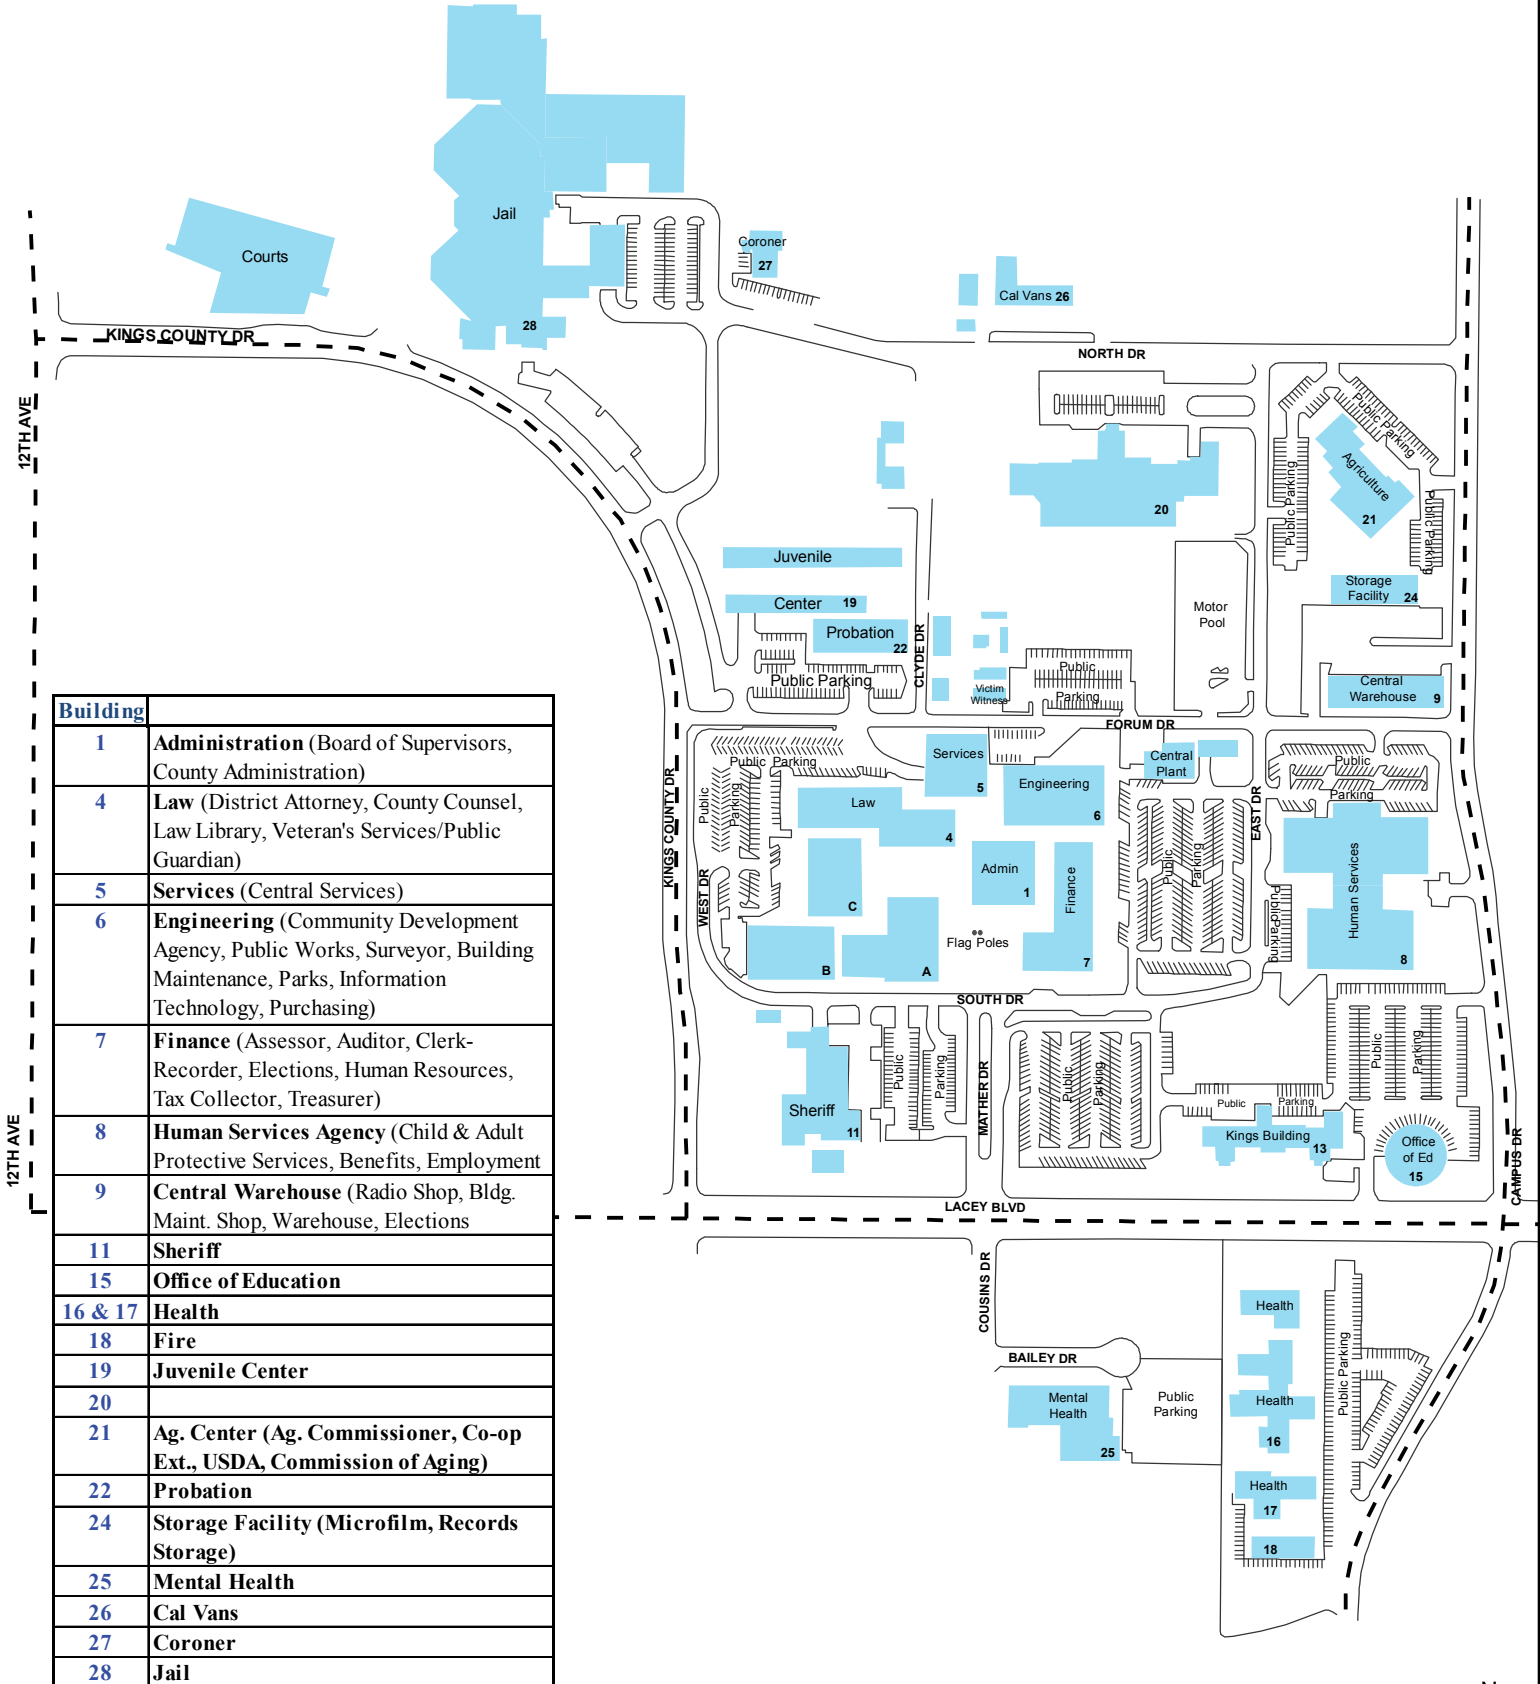 Jail
Courts
Coroner
27
Cal Vans 26
28
KINGS COUNTY DR
NORTH DR
12TH AVE
Public Parking
Agriculture
21
Public Parking
Public Parking
20
Juvenile
Center 19
Probation
22
Public Parking
CLYDE DR
Victim
Witness
Public
Parking
Motor
Pool
Storage
Facility 24
Central
Warehouse 9
FORUM DR
Public Parking
Public
Parking
KINGS COUNTY DR
WEST DR
Services
5
Engineering
6
Central
Plant
Law
4
C
B
A
Admin
1
Finance
7
Flag Poles
Public
Parking
EAST DR
Public
Parking
Public Parking
Human Services
8
SOUTH DR
Sheriff
11
Public
Parking
MATHER DR
Public
Parking
Public
Parking
Public Parking
Kings Building
13
Office
of Ed
15
CAMPUS DR
12TH AVE
LACEY BLVD
COUSINS DR
BAILEY DR
Mental
Health
25
Public
Parking
Health
Health
16
Health
17
18
Public Parking
N
Building
1 Administration (Board of Supervisors,
County Administration)
4 Law (District Attorney, County Counsel,
Law Library, Veteran's Services/Public
Guardian)
5 Services (Central Services)
6 Engineering (Community Development
Agency, Public Works, Surveyor, Building
Maintenance, Parks, Information
Technology, Purchasing)
7 Finance (Assessor, Auditor, Clerk-
Recorder, Elections, Human Resources,
Tax Collector, Treasurer)
8 Human Services Agency (Child & Adult
Protective Services, Benefits, Employment
9 Central Warehouse (Radio Shop, Bldg.
Maint. Shop, Warehouse, Elections
11 Sheriff
15 Office of Education
16 & 17 Health
18 Fire
19 Juvenile Center
20
21 Ag. Center (Ag. Commissioner, Co-op
Ext., USDA, Commission of Aging)
22 Probation
24 Storage Facility (Microfilm, Records
Storage)
25 Mental Health
26 Cal Vans
27 Coroner
28 Jail